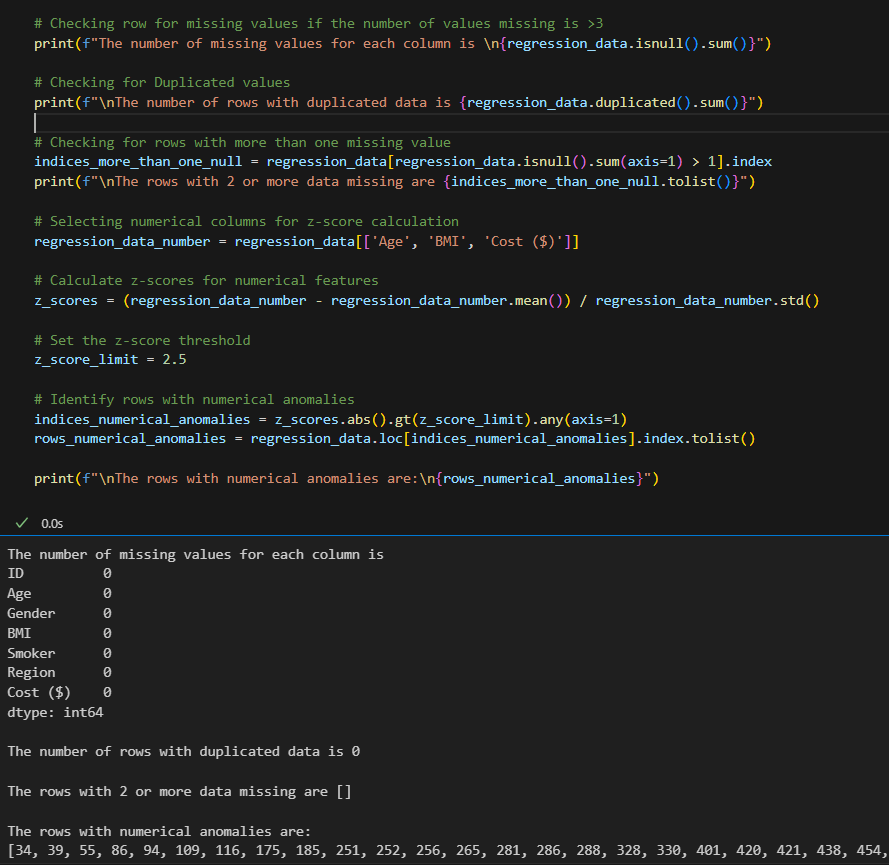 # Checking row for missing values if the number of values missing is >3
print(f"The number of missing values for each column is \n{regression_data.isnull().sum()}")
# Checking for Duplicated values
print(f"\nThe number of rows with duplicated data is {regression_data.duplicated().sum()}")
# Checking for rows with more than one missing value
indices_more_than_one_null = regression_data[regression_data.isnull().sum(axis=1) > 1].index
print(f"\nThe rows with 2 or more data missing are {indices_more_than_one_null.tolist()}")
# Selecting numerical columns for z-score calculation
regression_data_number = regression_data[['Age', 'BMI', 'Cost ($)']]
# Calculate z-scores for numerical features
z_scores = (regression_data_number - regression_data_number.mean()) / regression_data_number.std()
# Set the z-score threshold
z_score_limit = 2.5
# Identify rows with numerical anomalies
indices_numerical_anomalies = z_scores.abs().gt(z_score_limit).any(axis=1)
rows_numerical_anomalies = regression_data.loc[indices_numerical_anomalies].index.tolist()
print(f"\nThe rows with numerical anomalies are:\n{rows_numerical_anomalies}")
✓ 0.0s
The number of missing values for each column is
ID 0
Age 0
Gender 0
BMI 0
Smoker 0
Region 0
Cost ($) 0
dtype: int64
The number of rows with duplicated data is 0
The rows with 2 or more data missing are []
The rows with numerical anomalies are:
[34, 39, 55, 86, 94, 109, 116, 175, 185, 251, 252, 256, 265, 281, 286, 288, 328, 330, 401, 420, 421, 438, 454,